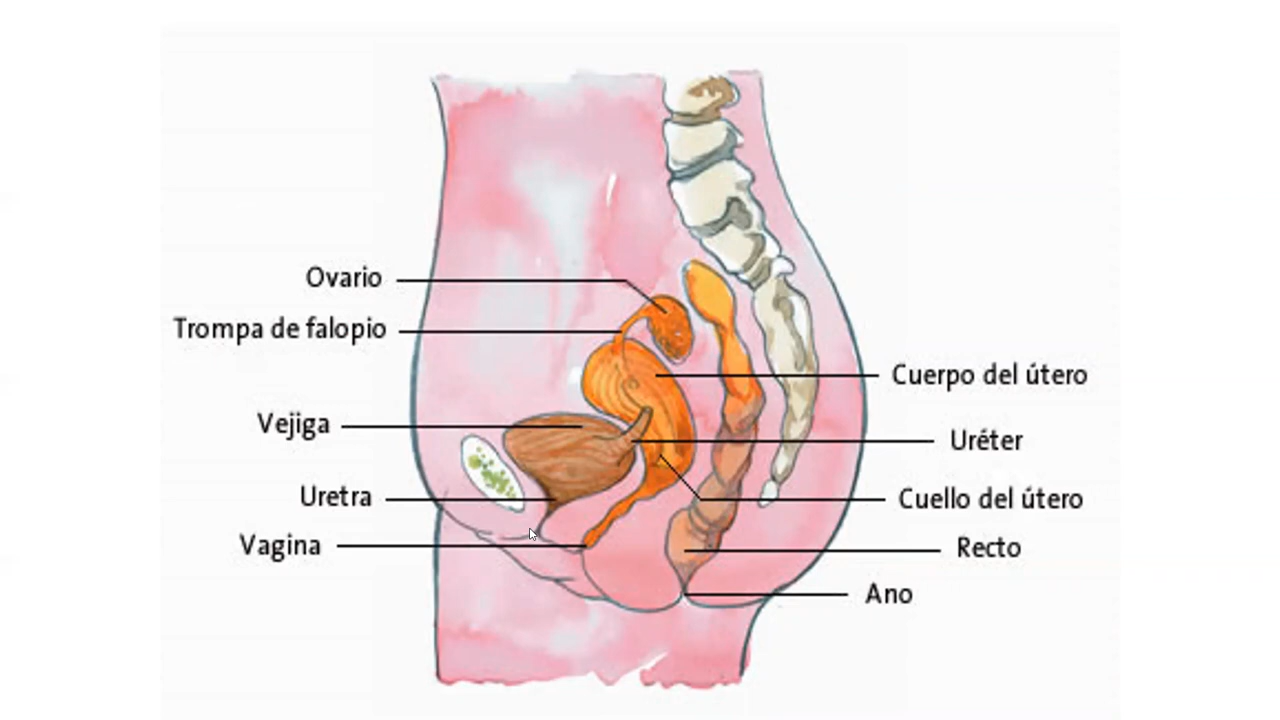 Ovario
Trompa de falopio
Vejiga
Uretra
Vagina
Cuerpo del útero
Uréter
Cuello del útero
Recto
Ano